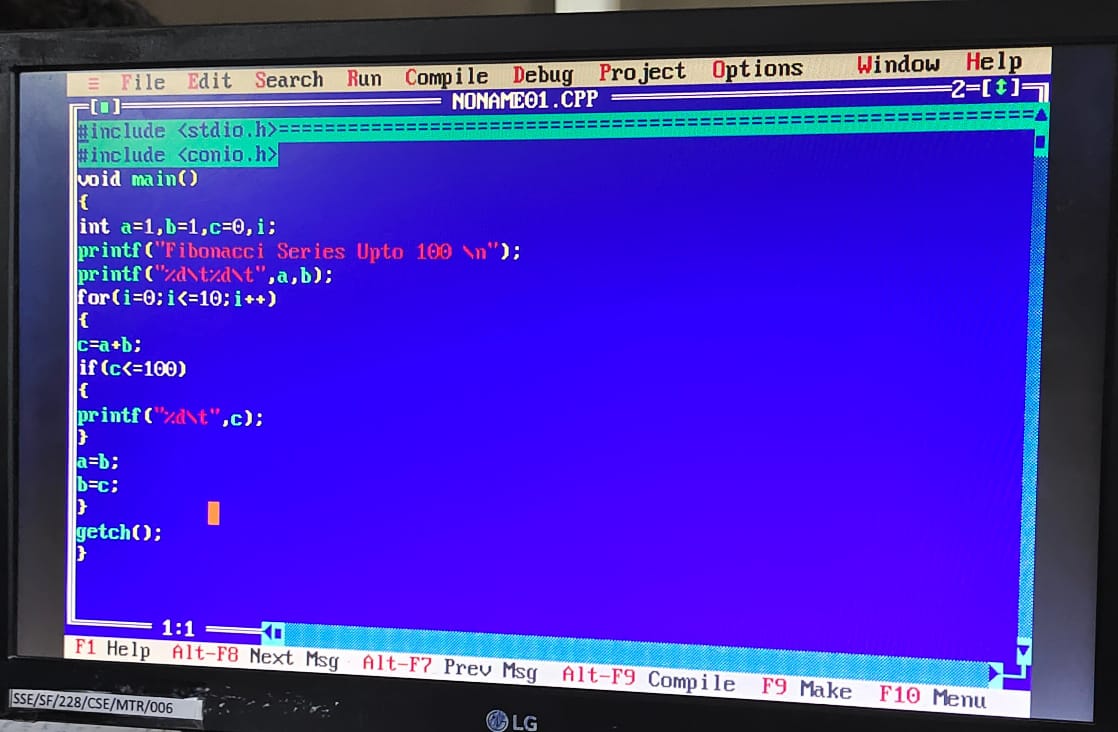 ≡ File Edit Search Run Compile Debug Project Options Window Help
[■] NONAME01.CPP 2=[↕]
#include <stdio.h>
#include <conio.h>
void main()
{
int a=1,b=1,c=0,i;
printf("Fibonacci Series Upto 100 \n");
printf("%d\t%d\t",a,b);
for(i=0;i<=10;i++)
{
c=a+b;
if(c<=100)
{
printf("%d\t",c);
}
a=b;
b=c;
}
getch();
}
1:1
F1 Help Alt-F8 Next Msg Alt-F7 Prev Msg Alt-F9 Compile F9 Make F10 Menu
SSE/SF/228/CSE/MTR/006
LG